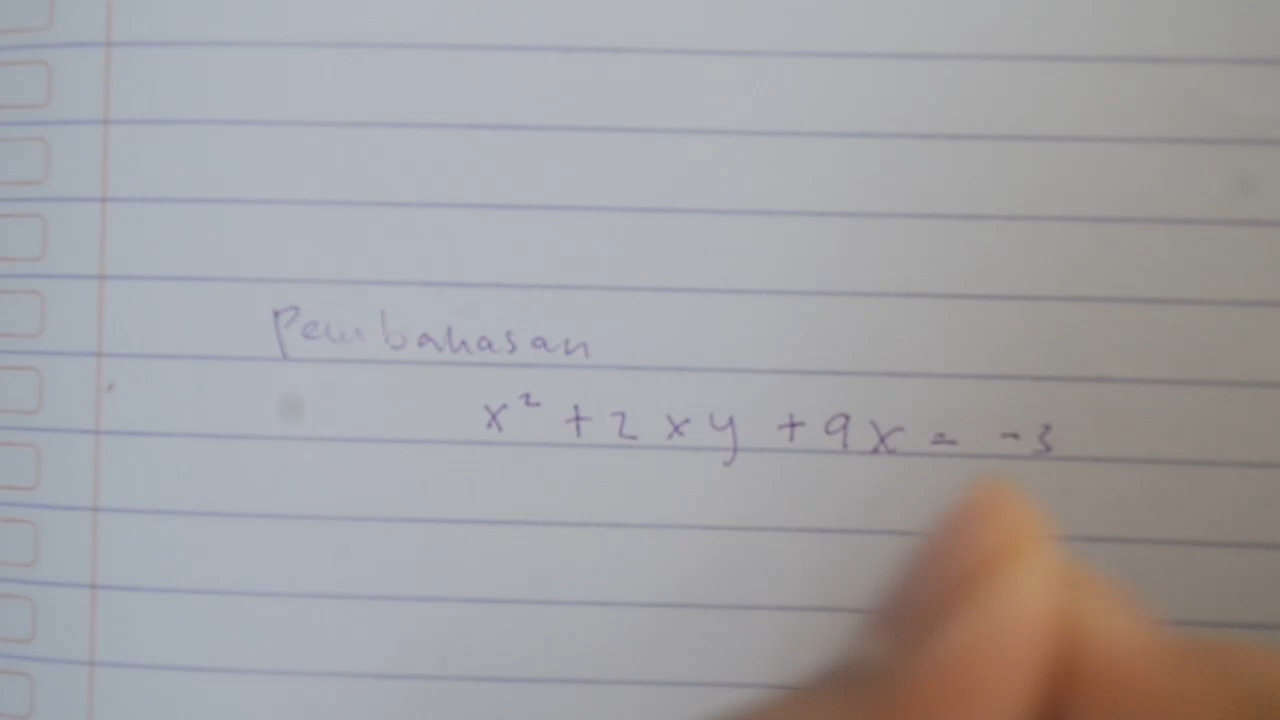 Pembahasan
x² + 2xy + 9x = -3